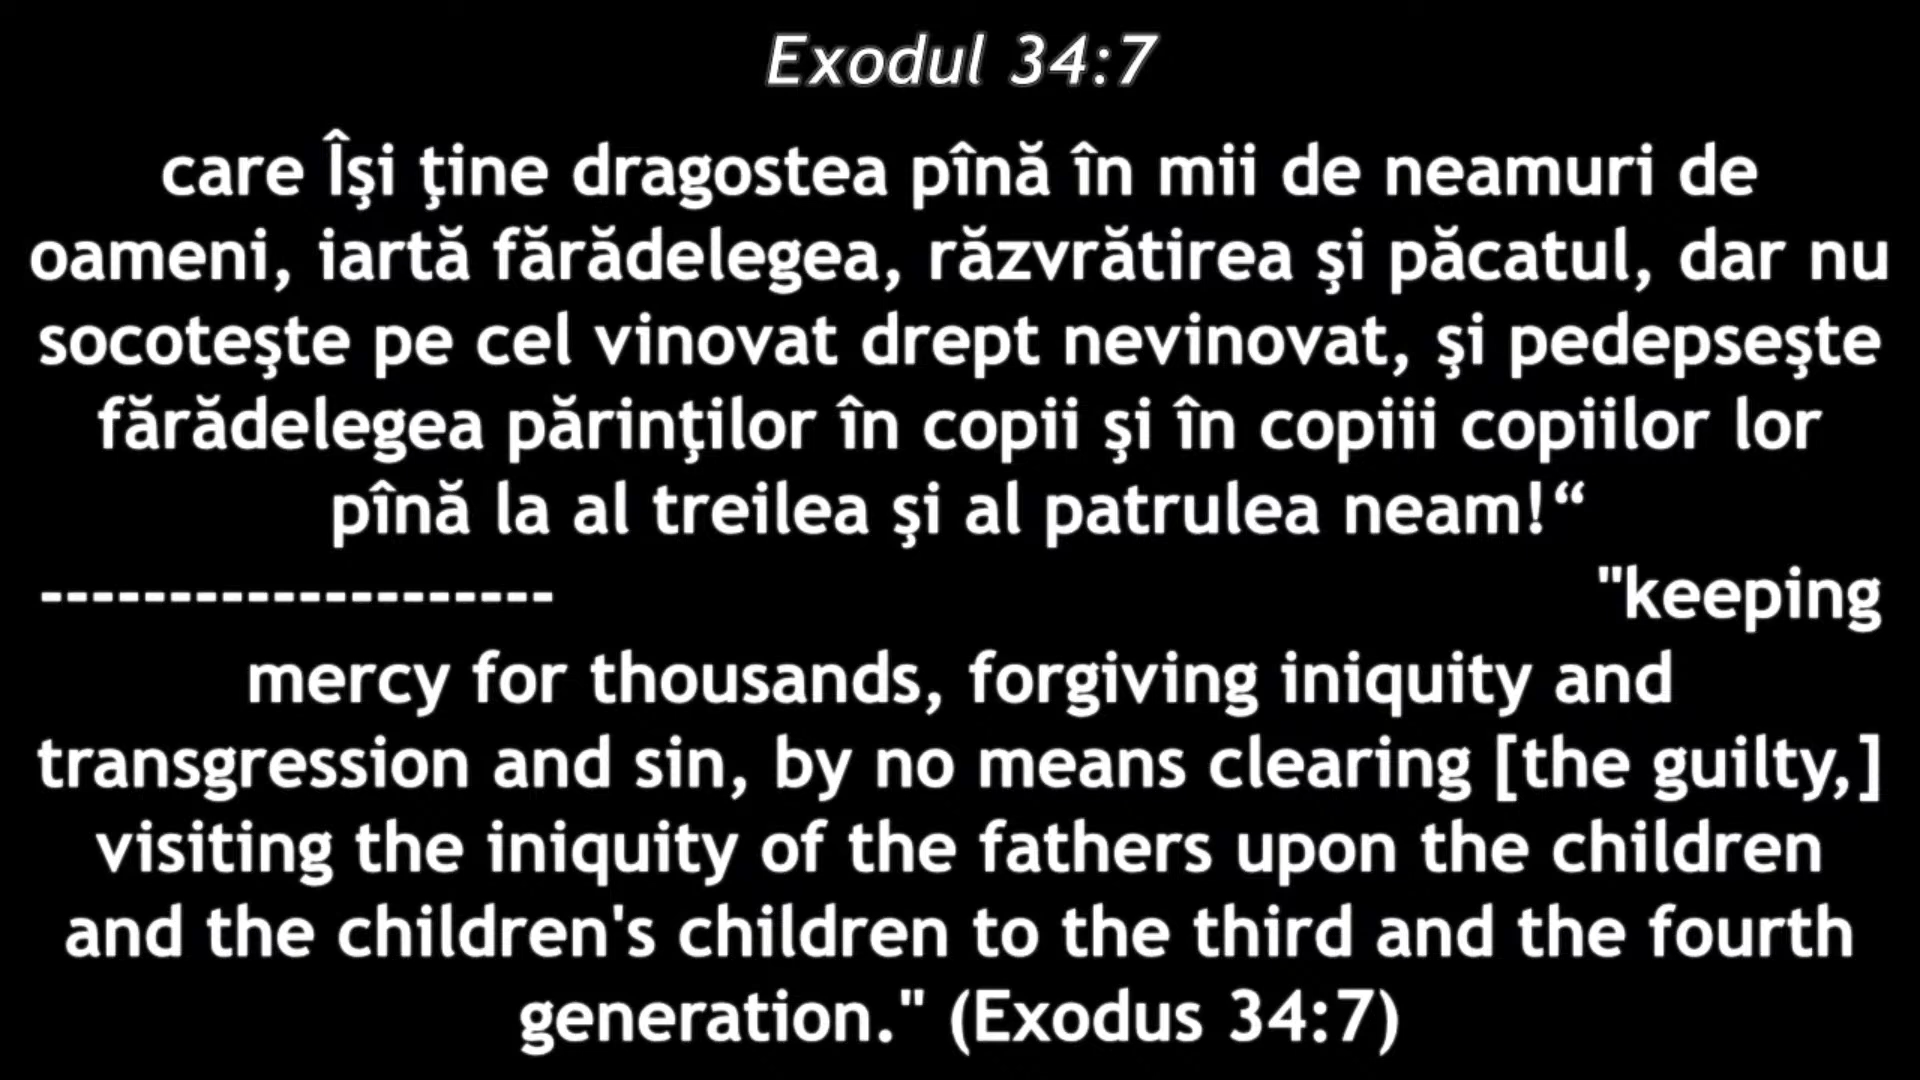 Exodul 34:7
care Îşi ţine dragostea pînă în mii de neamuri de
oameni, iartă fărădelegea, răzvrătirea şi păcatul, dar nu
socoteşte pe cel vinovat drept nevinovat, şi pedepseşte
fărădelegea părinţilor în copii şi în copiii copiilor lor
pînă la al treilea şi al patrulea neam!“
-------------------- "keeping
mercy for thousands, forgiving iniquity and
transgression and sin, by no means clearing [the guilty,]
visiting the iniquity of the fathers upon the children
and the children's children to the third and the fourth
generation." (Exodus 34:7)